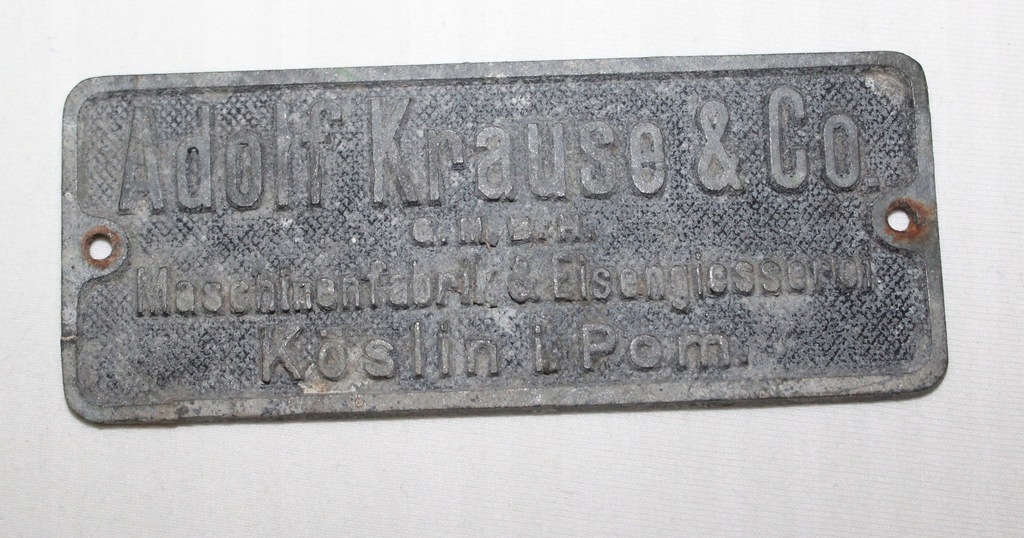 Adolf Krause & Co.
G.M.B.H.
Maschinenfabrik & Eisengiesserei
Köslin i. Pom.